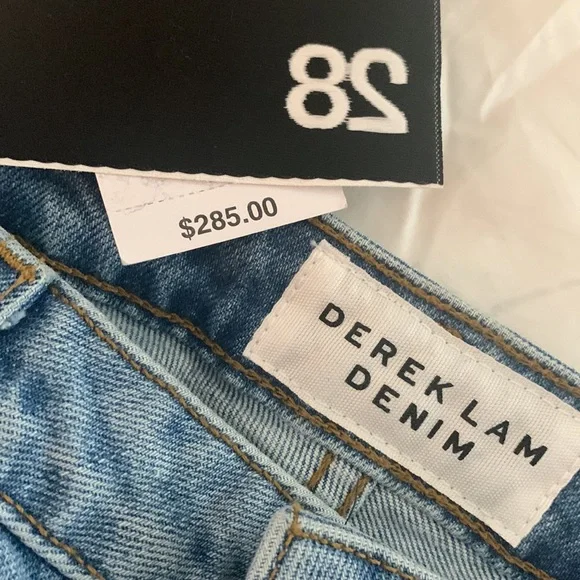 28
$285.00
DEREK LAM
DENIM